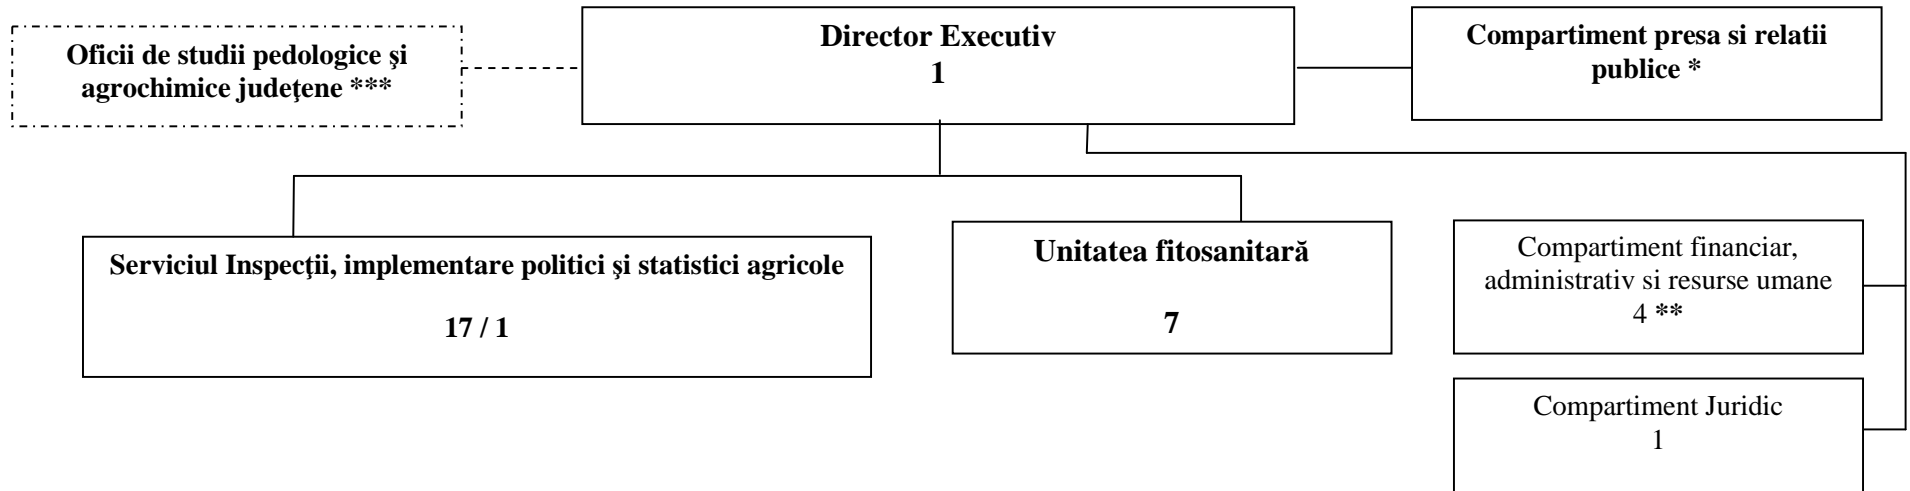 Oficii de studii pedologice şi
agrochimice judeţene ***
Director Executiv
1
Compartiment presa si relatii
publice *
Serviciul Inspecţii, implementare politici şi statistici agricole
17 / 1
Unitatea fitosanitară
7
Compartiment financiar,
administrativ si resurse umane
4 **
Compartiment Juridic
1